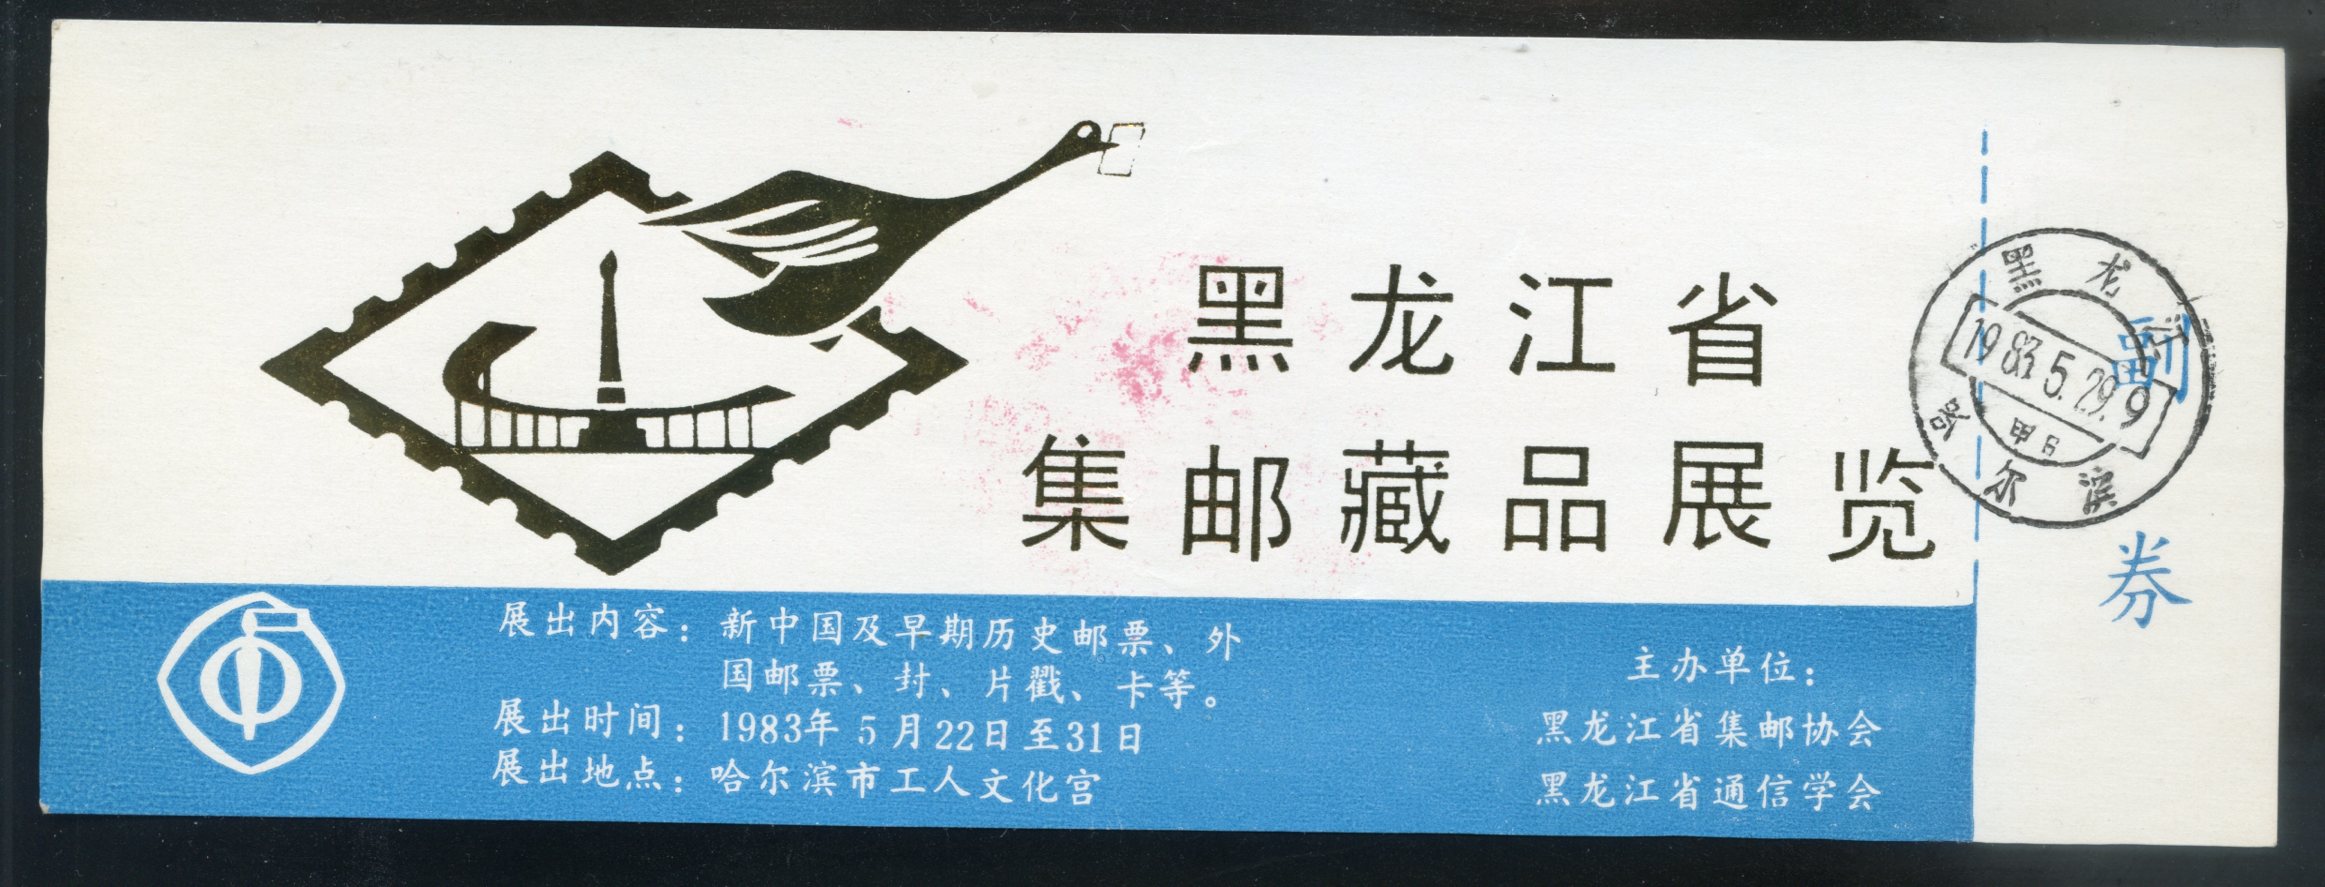 黑龙江省
集邮藏品展览
展出内容：新中国及早期历史邮票、外
国邮票、封、片戳、卡等。
展出时间：1983年 5 月22日至31日
展出地点：哈尔滨市工人文化宫
主办单位：
黑龙江省集邮协会
黑龙江省通信学会
副
券
黑龙江
1983.5.29.9
甲6
哈尔滨